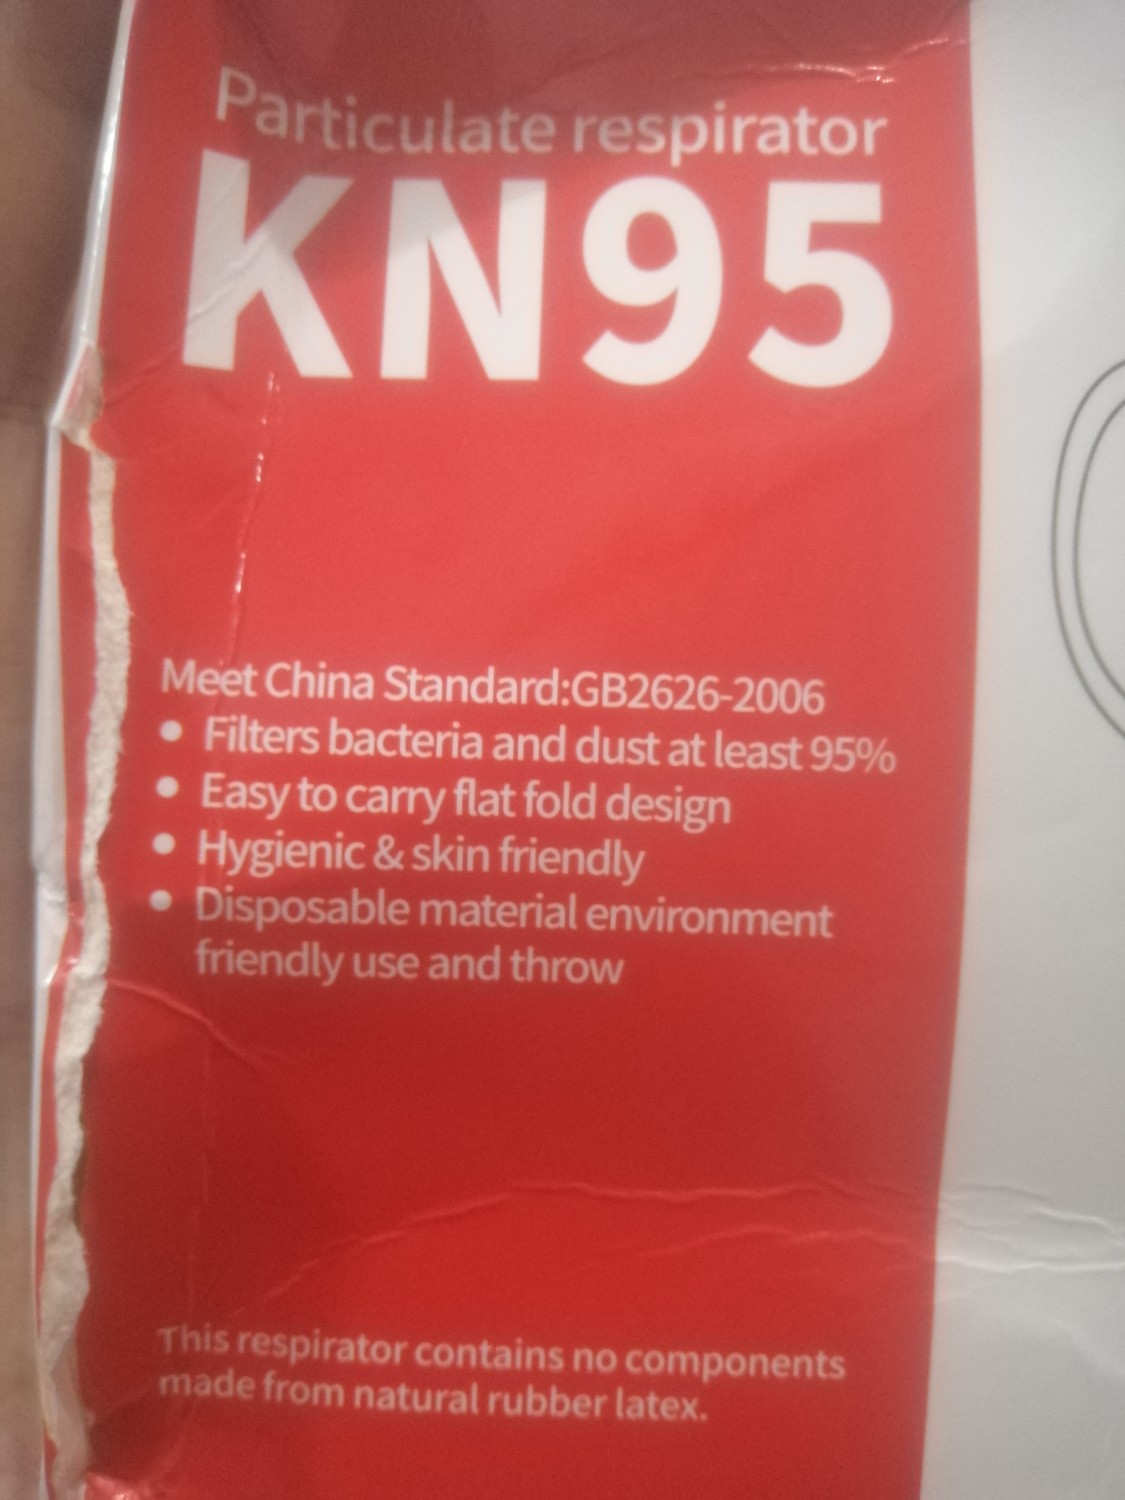 Particulate respirator
KN95
Meet China Standard:GB2626-2006
• Filters bacteria and dust at least 95%
• Easy to carry flat fold design
• Hygienic & skin friendly
• Disposable material environment
friendly use and throw
This respirator contains no components
made from natural rubber latex.